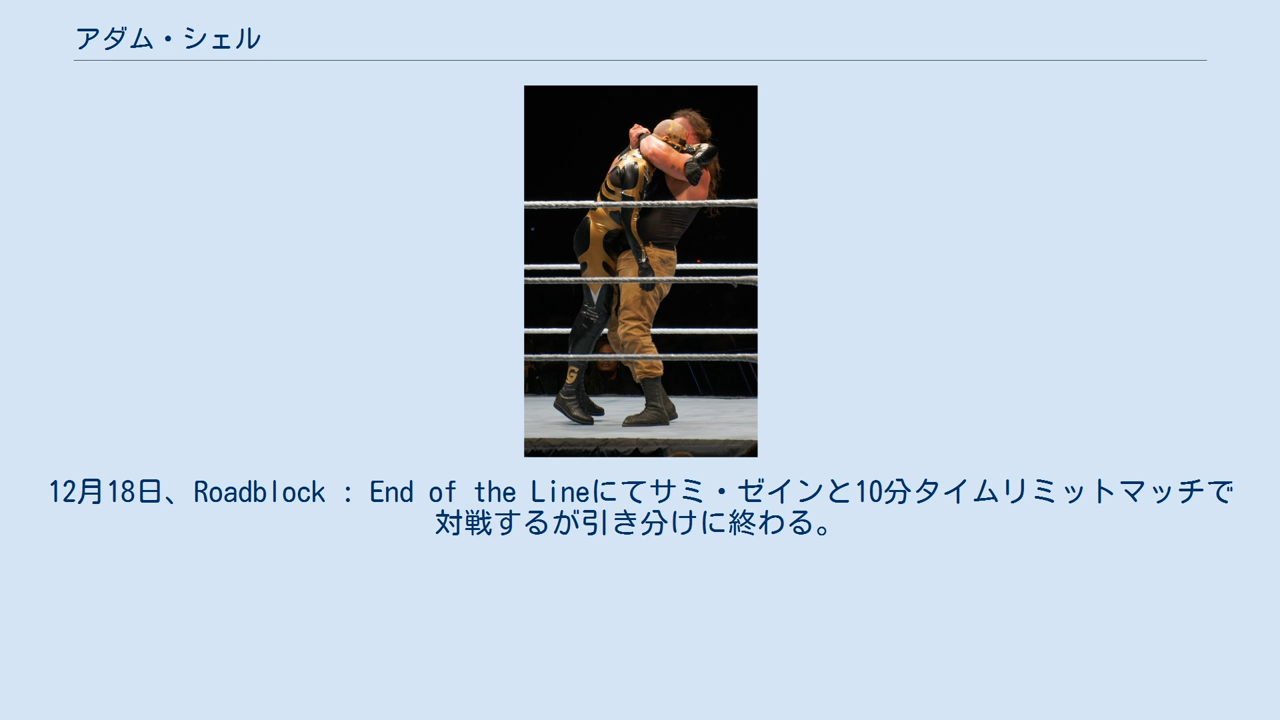 アダム・シェル
12月18日、Roadblock : End of the Lineにてサミ・ゼインと10分タイムリミットマッチで
対戦するが引き分けに終わる。